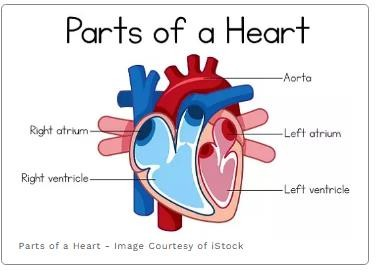 Parts of a Heart
Aorta
Right atrium
Left atrium
Right ventricle
Left ventricle
Parts of a Heart - Image Courtesy of iStock